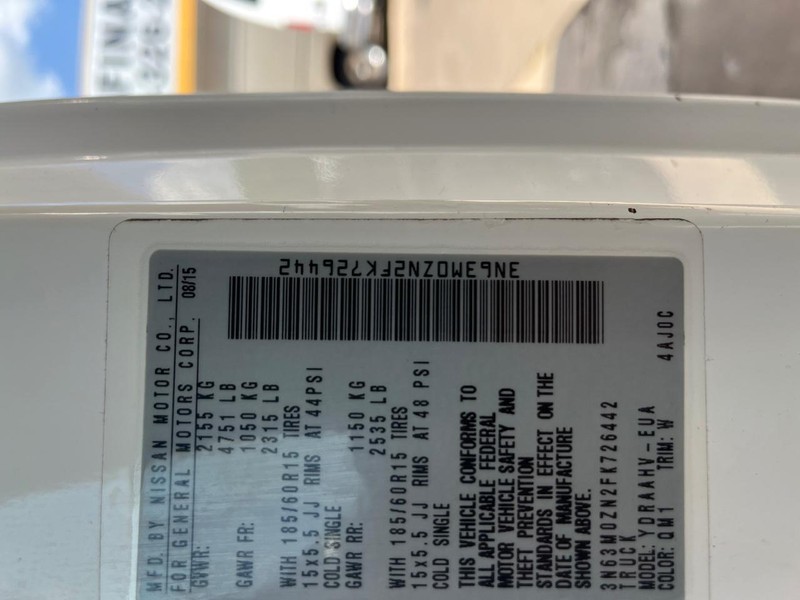 MFD. BY NISSAN MOTOR CO., LTD.
FOR GENERAL MOTORS CORP. 08/15
GVWR: 2155 KG
4751 LB
GAWR FR: 1050 KG
2315 LB
WITH 185/60R15 TIRES
15x5.5 JJ RIMS AT 44PSI
COLD SINGLE
GAWR RR: 1150 KG
2535 LB
WITH 185/60R15 TIRES
15x5.5 JJ RIMS AT 48 PSI
COLD SINGLE
THIS VEHICLE CONFORMS TO
ALL APPLICABLE FEDERAL
MOTOR VEHICLE SAFETY AND
THEFT PREVENTION
STANDARDS IN EFFECT ON THE
DATE OF MANUFACTURE
SHOWN ABOVE.
3N63M0ZN2FK726442
TRUCK
MODEL: YDRAAHV-EUA
COLOR: QM1 TRIM: W 4AJ0C
3N63M0ZN2FK726442
FINA